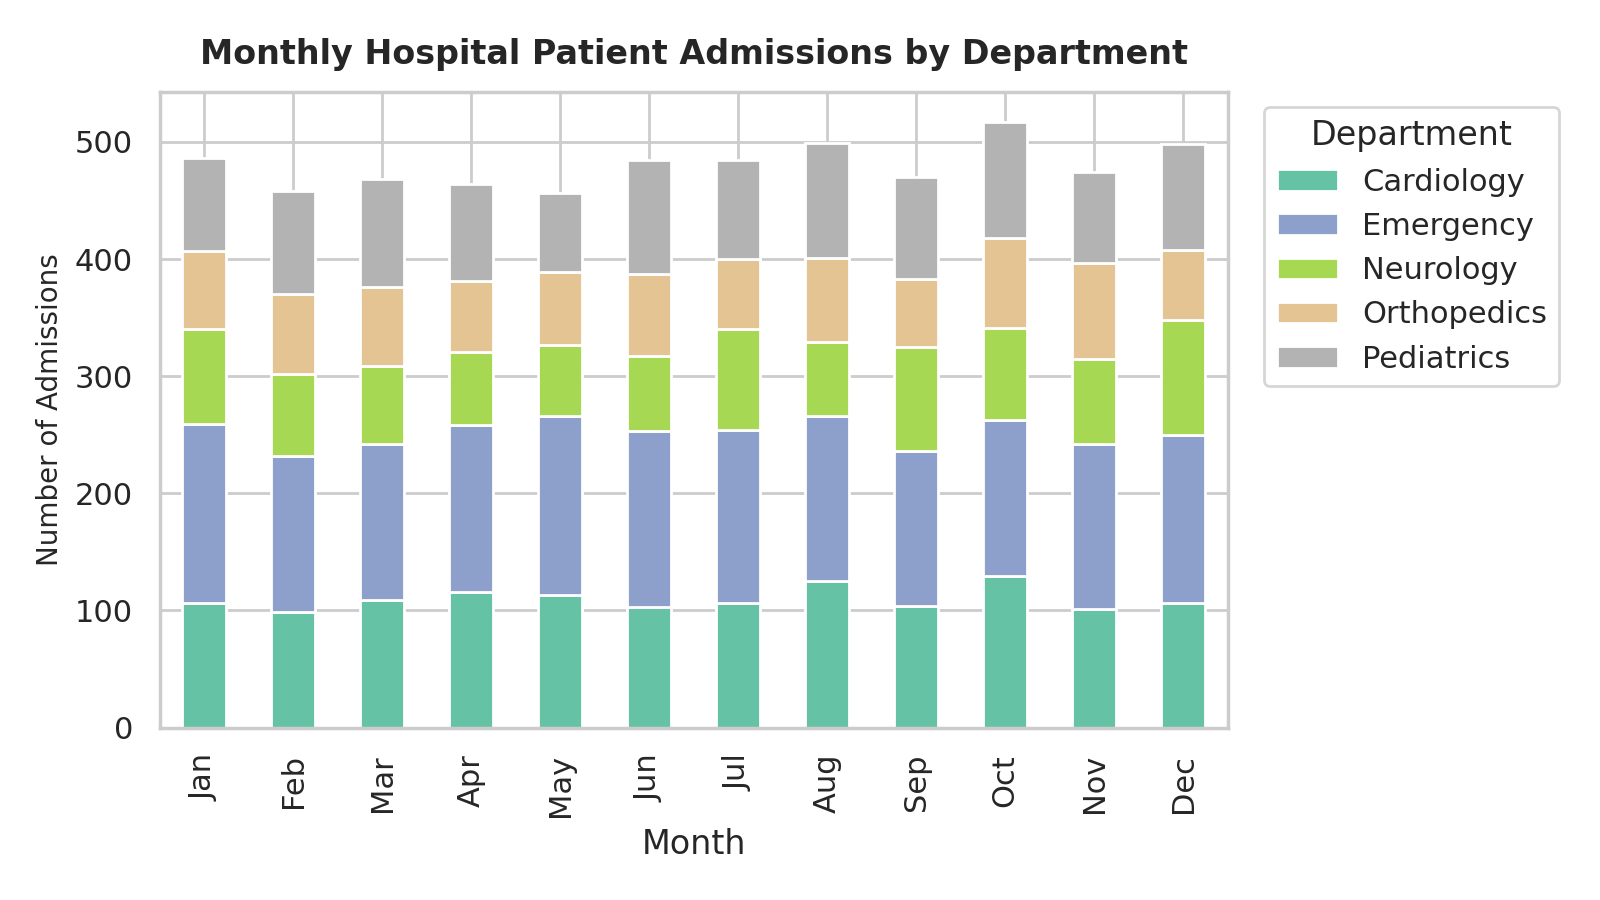 Monthly Hospital Patient Admissions by Department
Number of Admissions
500
400
300
200
100
0
Jan
Feb
Mar
Apr
May
Jun
Jul
Aug
Sep
Oct
Nov
Dec
Month
Department
Cardiology
Emergency
Neurology
Orthopedics
Pediatrics